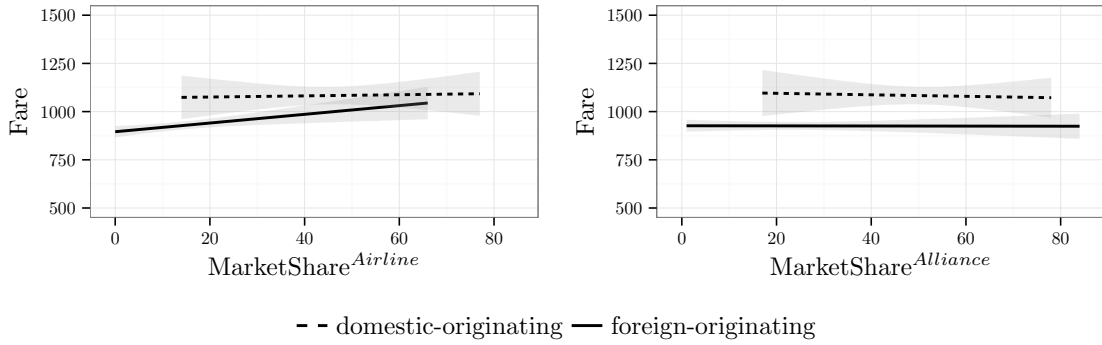 1500
1250
1000
750
500
Fare
0 20 40 60 80
MarketShare^Airline
1500
1250
1000
750
500
Fare
0 20 40 60 80
MarketShare^Alliance
domestic-originating foreign-originating